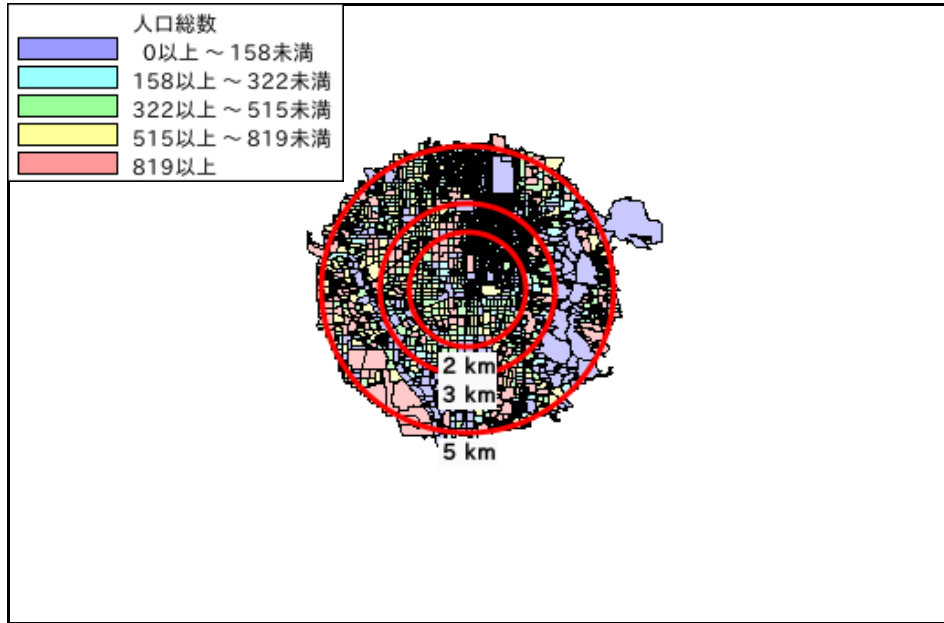 人口総数
0以上 ～ 158未満
158以上 ～ 322未満
322以上 ～ 515未満
515以上 ～ 819未満
819以上
2 km
3 km
5 km